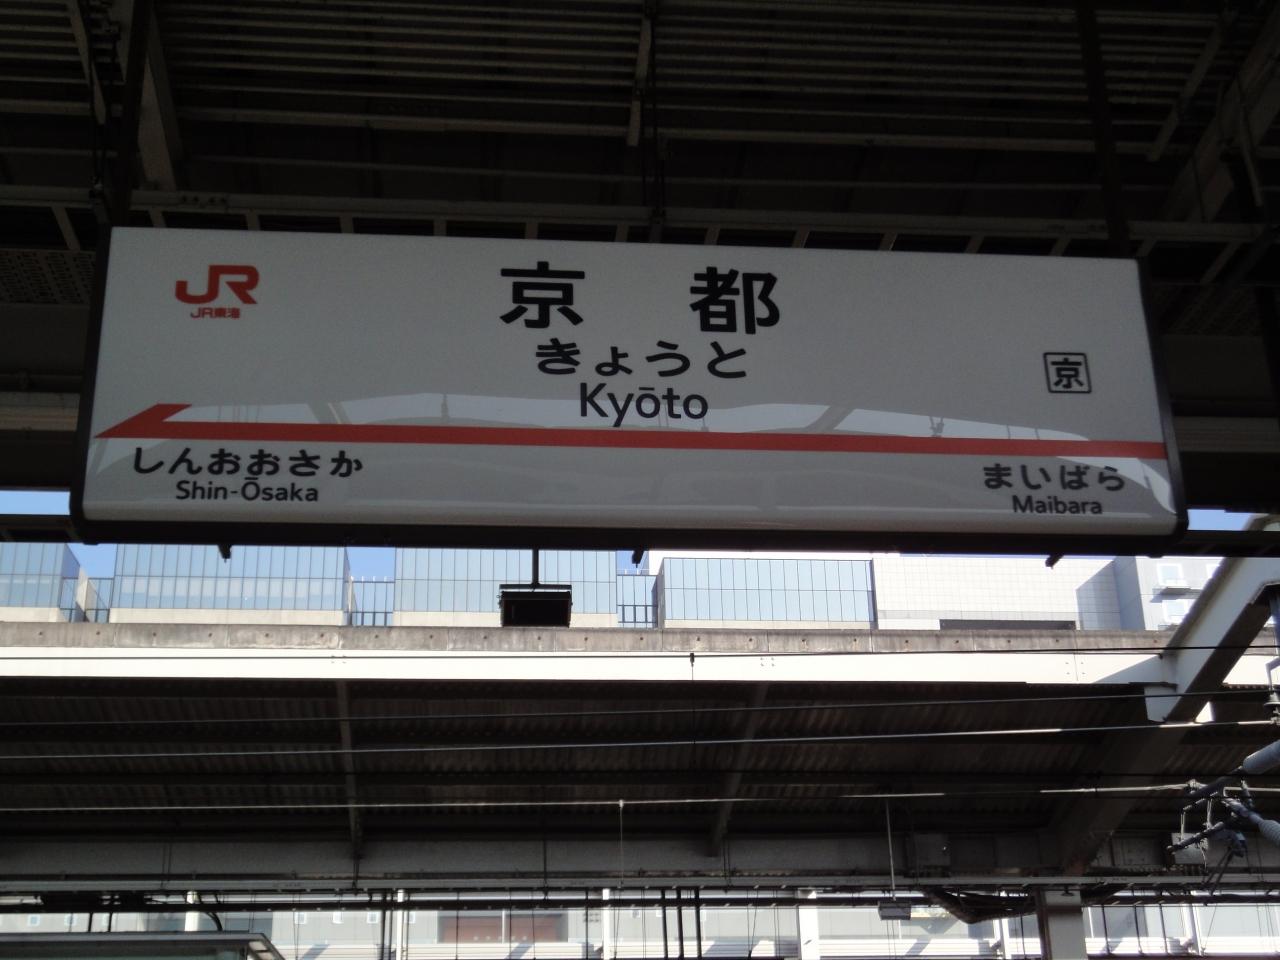 JR
JR東海
京都
きょうと
Kyōto
京
しんおおさか
Shin-Ōsaka
まいばら
Maibara